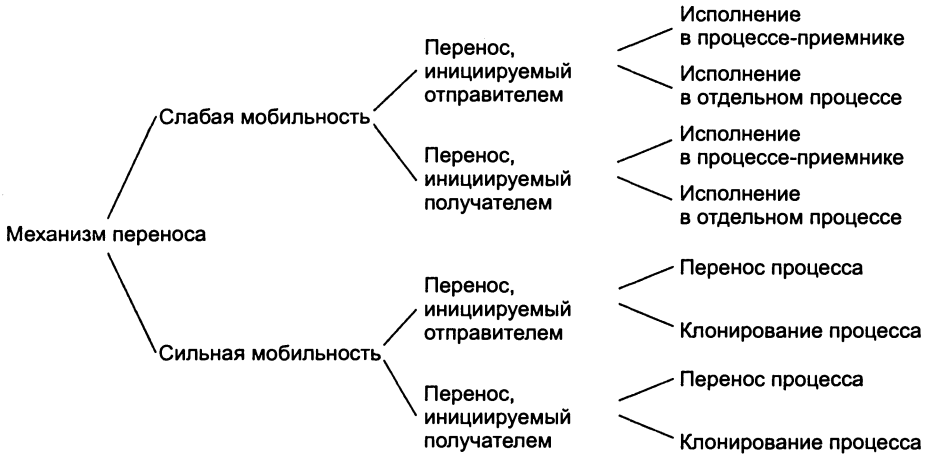 Механизм переноса
Слабая мобильность
Перенос,
инициируемый
отправителем
Исполнение
в процессе-приемнике
Исполнение
в отдельном процессе
Перенос,
инициируемый
получателем
Исполнение
в процессе-приемнике
Исполнение
в отдельном процессе
Сильная мобильность
Перенос,
инициируемый
отправителем
Перенос процесса
Клонирование процесса
Перенос,
инициируемый
получателем
Перенос процесса
Клонирование процесса